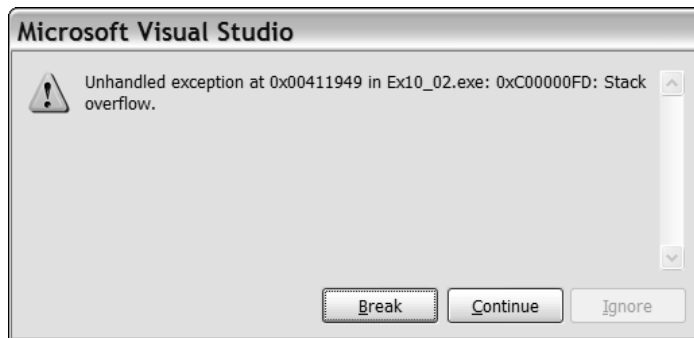 Microsoft Visual Studio
Unhandled exception at 0x00411949 in Ex10_02.exe: 0xC00000FD: Stack
overflow.
Break
Continue
Ignore